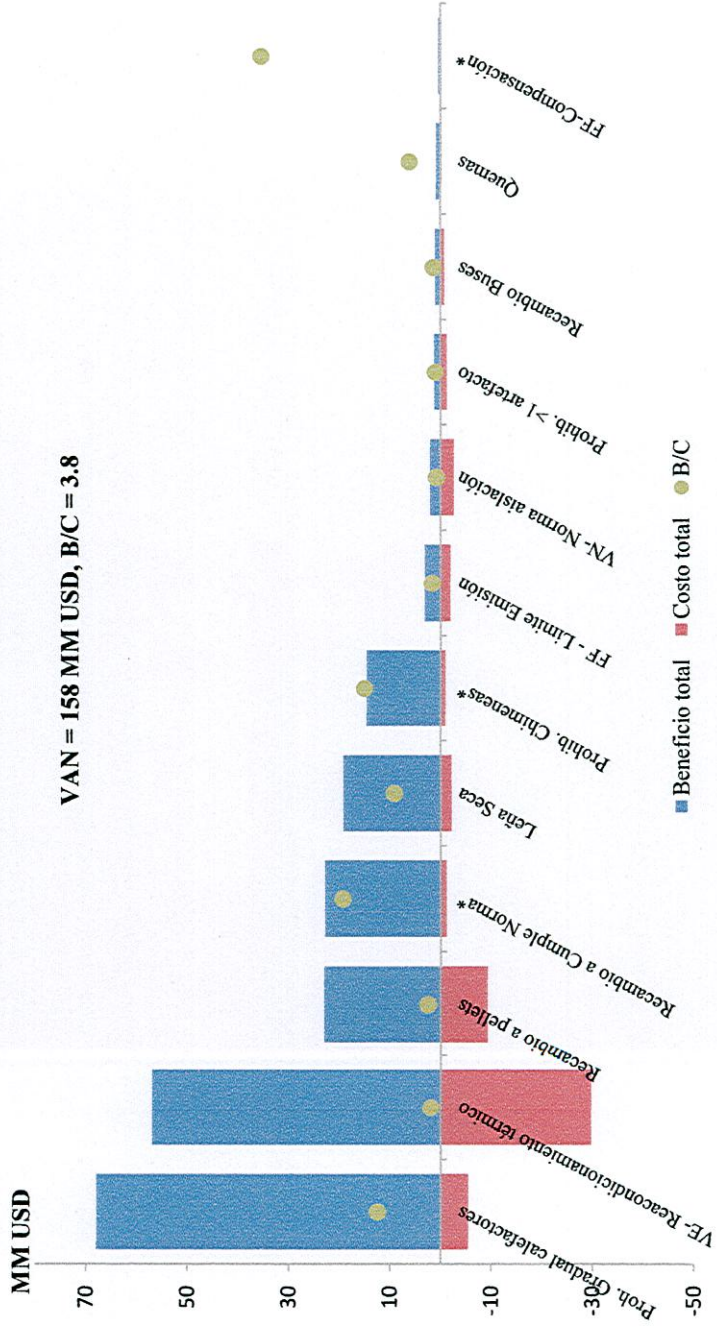 VAN = 158 MM USD, B/C = 3.8
MM USD
70
50
30
10
-10
-30
-50
Proh. Gradual calefactores
VE- Reacondicionamiento térmico
Recambio a pellets
Recambio a Cumple Norma*
Leña Seca
Prohib. Chimeneas*
FF - Limite Emisión
VN- Norma aislación
Prohib. >1 artefacto
Recambio Buses
Quemas
FF-Compensación*
Beneficio total
Costo total
B/C